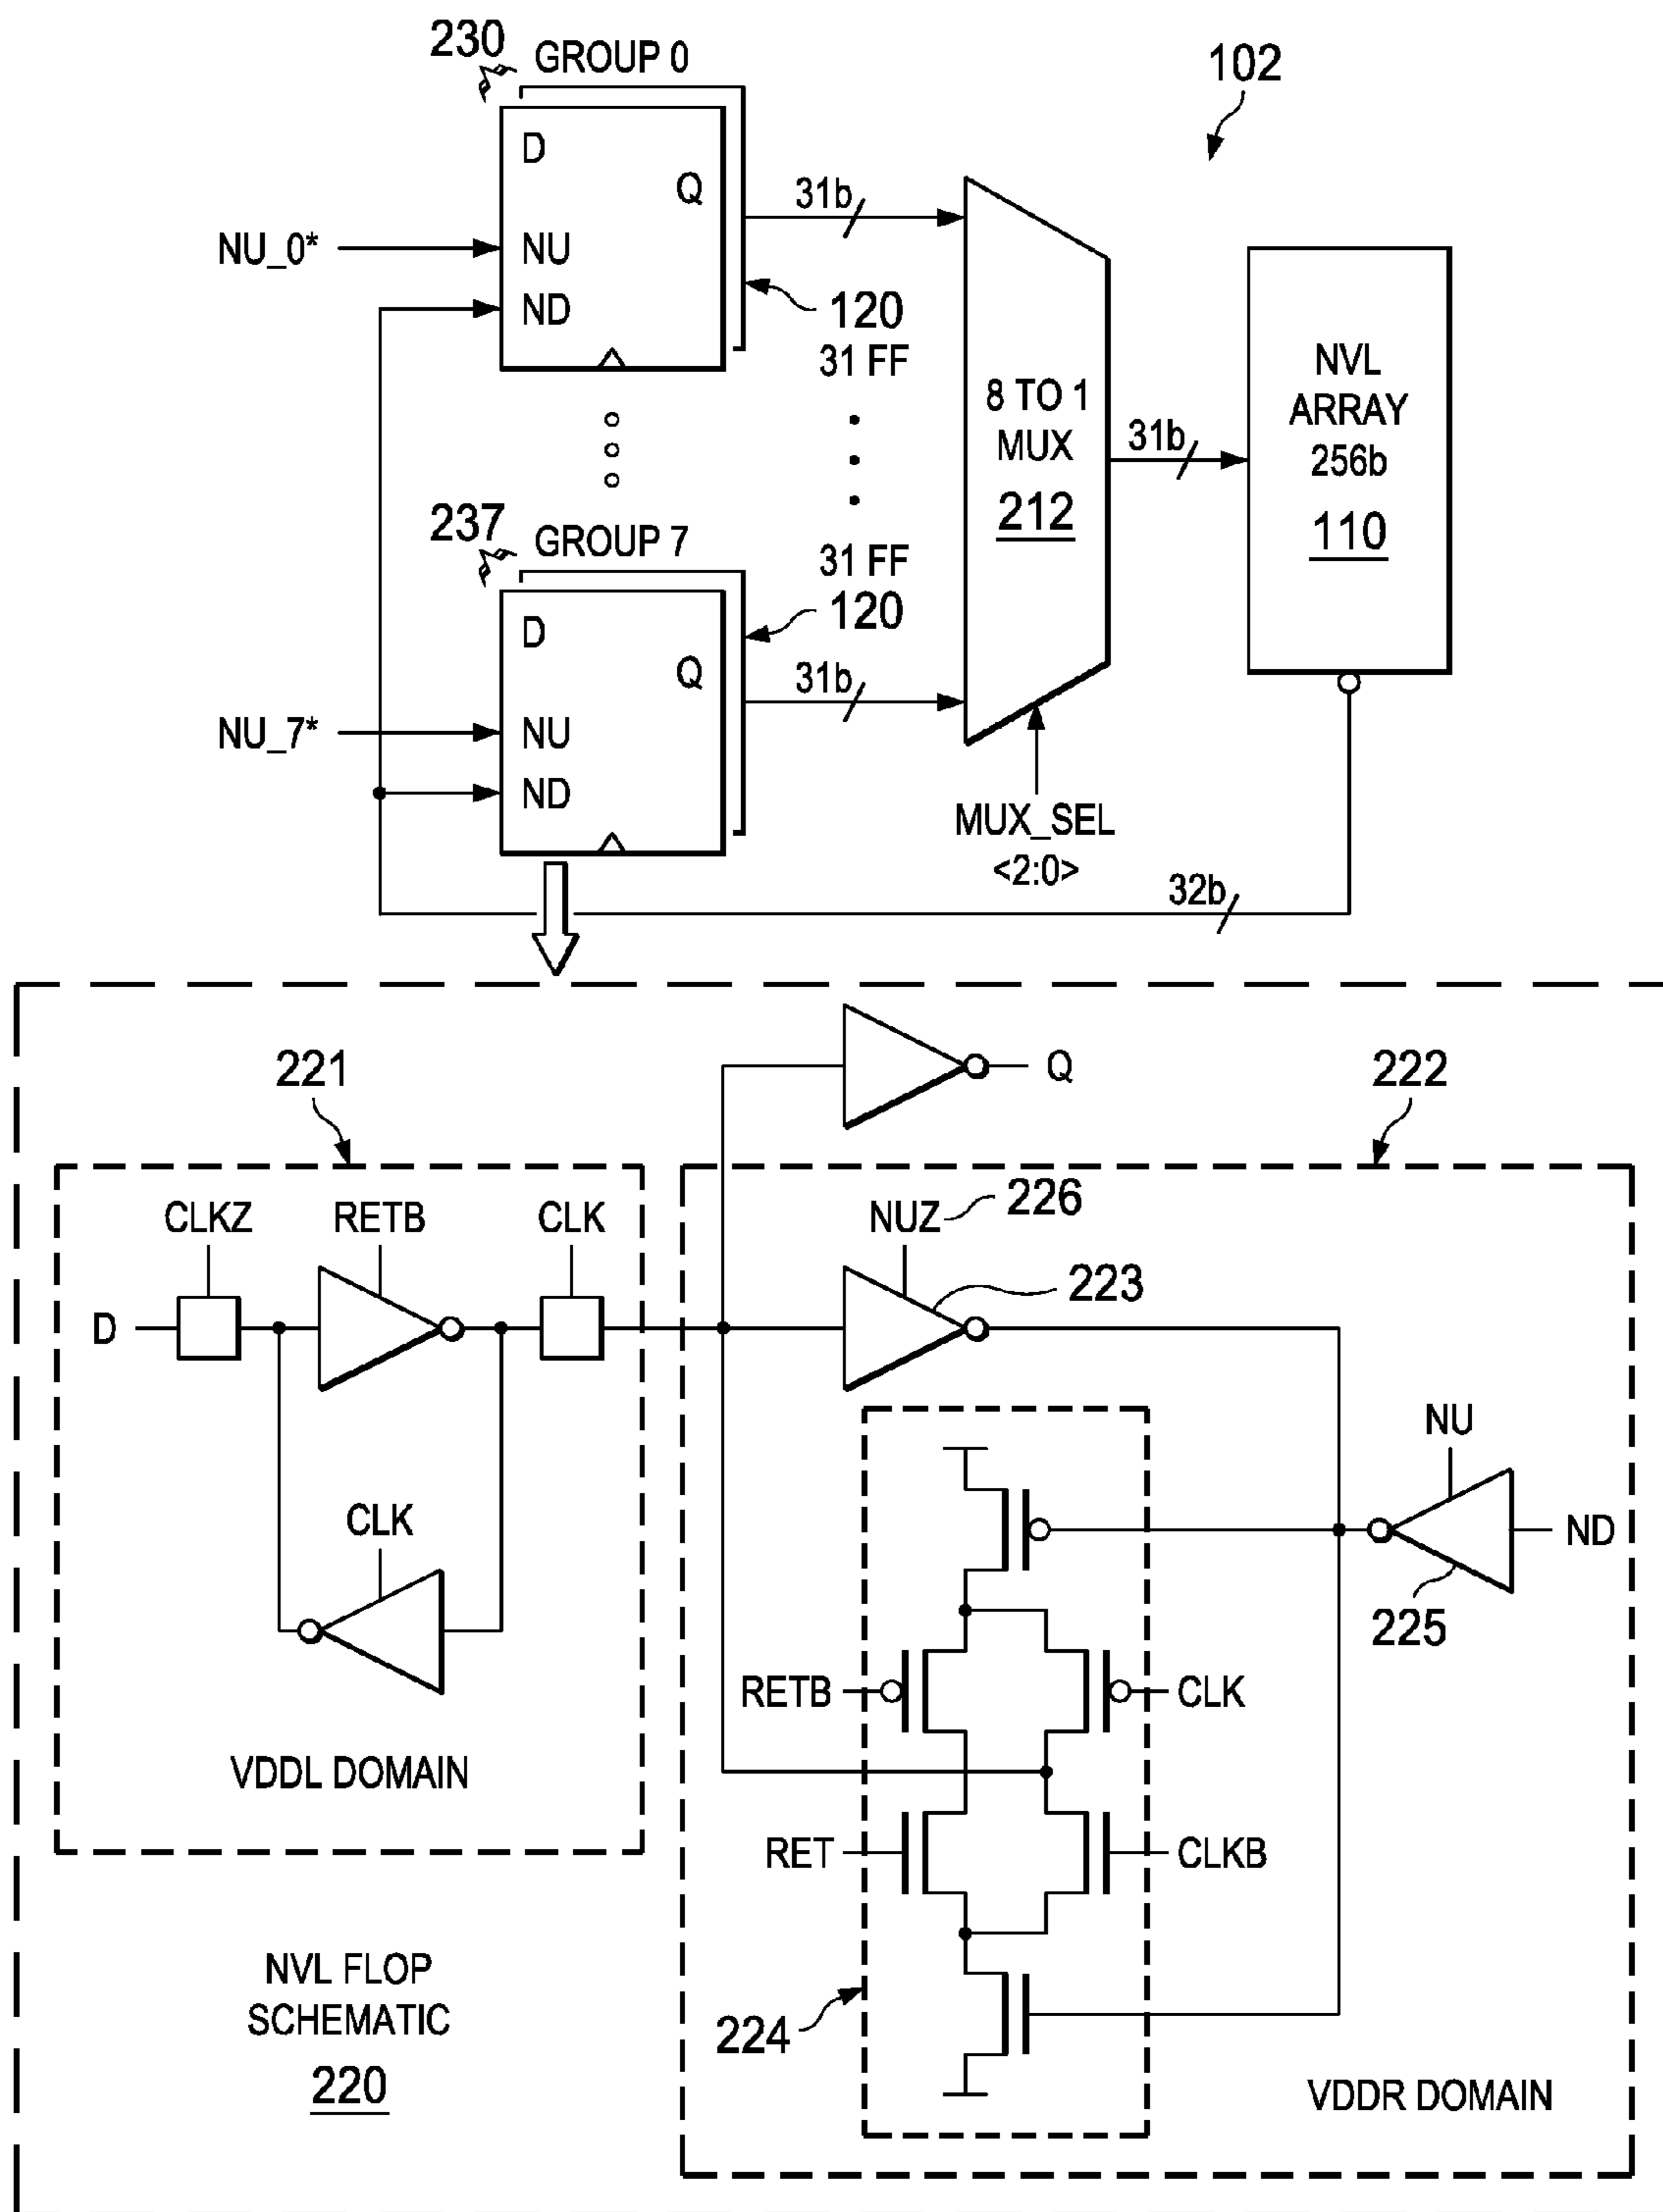 230
GROUP 0
102
D
Q
31b
NU_0*
NU
ND
120
31 FF
8 TO 1
MUX
212
31b
NVL
ARRAY
256b
110
237
GROUP 7
31 FF
120
D
Q
31b
NU_7*
NU
ND
MUX_SEL
<2:0>
32b
221
Q
222
CLKZ
RETB
CLK
NUZ
226
223
D
NU
CLK
ND
225
RETB
CLK
VDDL DOMAIN
RET
CLKB
NVL FLOP
SCHEMATIC
220
224
VDDR DOMAIN